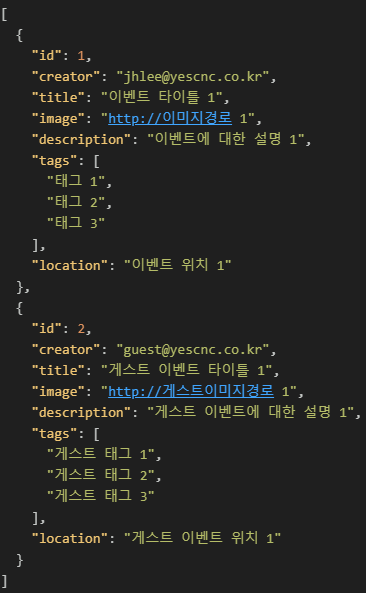 [
  {
    "id": 1,
    "creator": "jhlee@yescnc.co.kr",
    "title": "이벤트 타이틀 1",
    "image": "http://이미지경로 1",
    "description": "이벤트에 대한 설명 1",
    "tags": [
      "태그 1",
      "태그 2",
      "태그 3"
    ],
    "location": "이벤트 위치 1"
  },
  {
    "id": 2,
    "creator": "guest@yescnc.co.kr",
    "title": "게스트 이벤트 타이틀 1",
    "image": "http://게스트이미지경로 1",
    "description": "게스트 이벤트에 대한 설명 1",
    "tags": [
      "게스트 태그 1",
      "게스트 태그 2",
      "게스트 태그 3"
    ],
    "location": "게스트 이벤트 위치 1"
  }
]